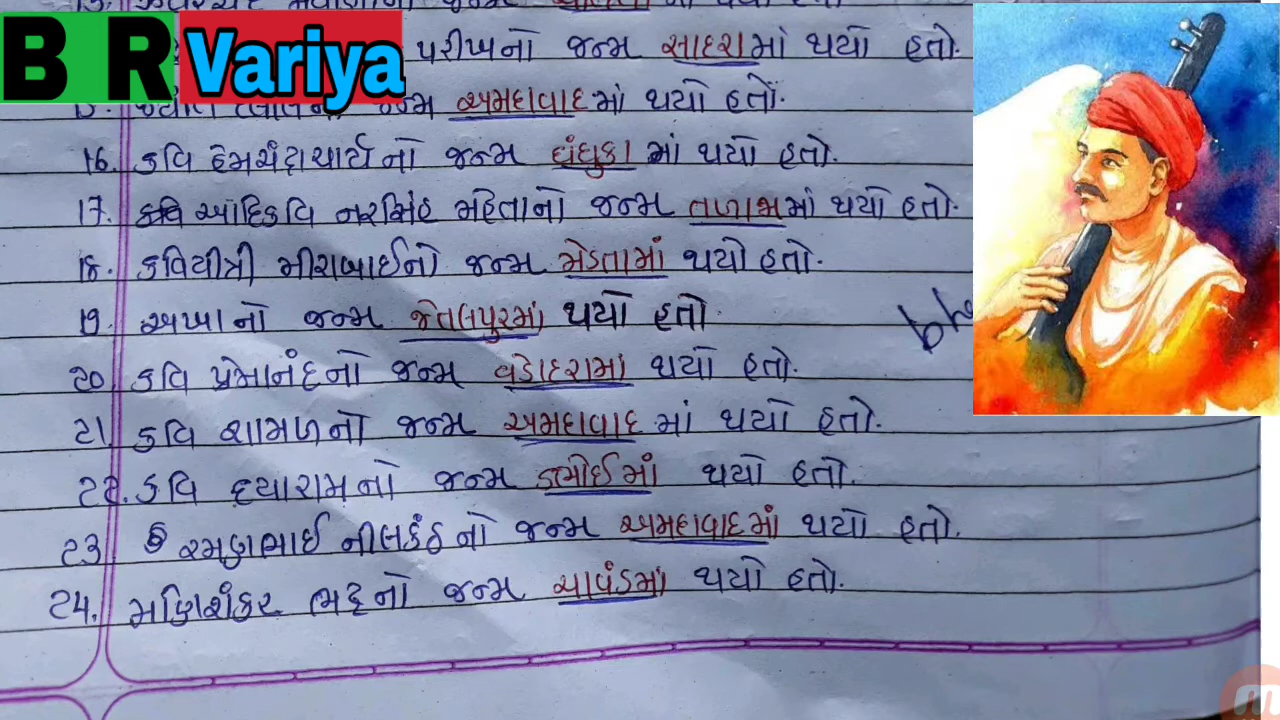 B R Variya
પરીખનો જન્મ સાદરામાં થયો હતો.
જન્મ અમદાવાદમાં થયો હતો.
16. કવિ હેમચંદ્રાચાર્ય નો જન્મ ધંધુકા માં થયો હતો.
17. આદિકવિ નરસિંહ મહેતાનો જન્મ તળાજામાં થયો હતો.
18. કવિયીત્રી મીરાબાઈનો જન્મ મેડતામાં થયો હતો.
19. અખાનો જન્મ જેતલપુરમાં થયો હતો.
20. કવિ પ્રેમાનંદનો જન્મ વડોદરામાં થયો હતો.
21. કવિ શામળનો જન્મ અમદાવાદ માં થયો હતો.
22. કવિ દયારામનો જન્મ ડભોઈમાં થયો હતો.
23. રમણભાઈ નીલકંઠનો જન્મ અમદાવાદમાં થયો હતો.
24. મણિશંકર ભટ્ટનો જન્મ ચાવંડમાં થયો હતો.